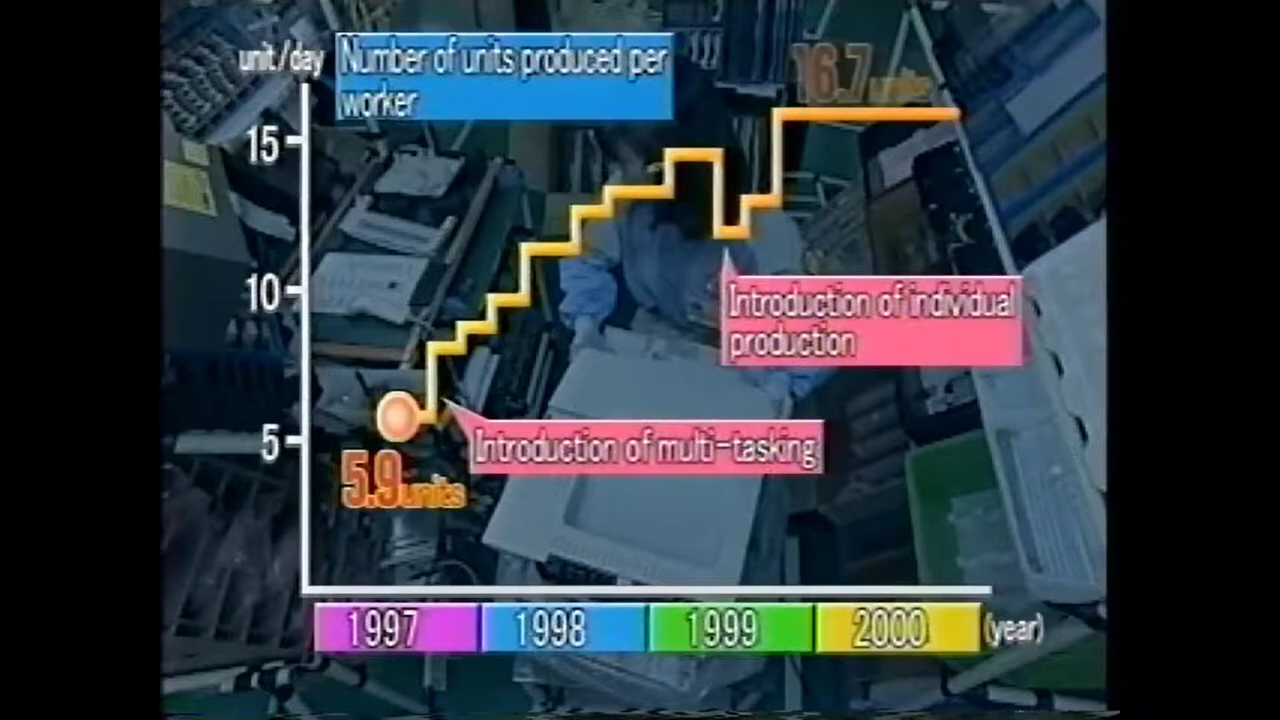 unit/day
Number of units produced per
worker
16.7units
15
10
5
Introduction of individual
production
Introduction of multi-tasking
5.9units
1997 1998 1999 2000 (year)